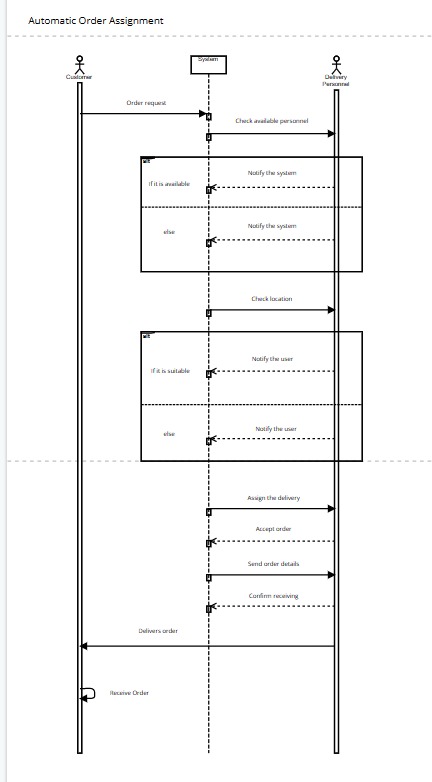 Automatic Order Assignment
Customer
System
Delivery
Personnel
Order request
Check available personnel
alt
If it is available
Notify the system
else
Notify the system
Check location
alt
If it is suitable
Notify the user
else
Notify the user
Assign the delivery
Accept order
Send order details
Confirm receiving
Delivers order
Receive Order